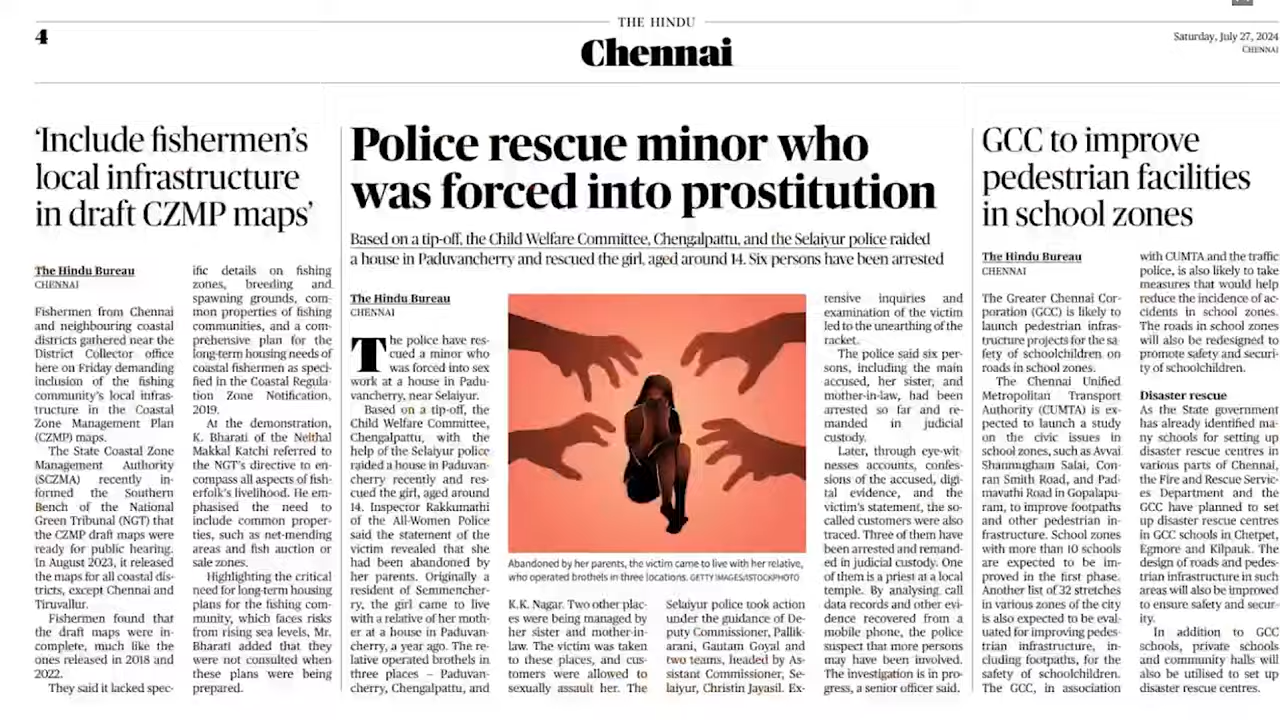 THE HINDU
4
Chennai
Saturday, July 27, 2024
CHENNAI
‘Include fishermen’s
local infrastructure
in draft CZMP maps’
The Hindu Bureau
CHENNAI
Fishermen from Chennai
and neighbouring coastal
districts gathered near the
District Collector office
here on Friday demanding
inclusion of the fishing
community’s local infras-
tructure in the Coastal
Zone Management Plan
(CZMP) maps.
The State Coastal Zone
Management Authority
(SCZMA) recently in-
formed the Southern
Bench of the National
Green Tribunal (NGT) that
the CZMP draft maps were
ready for public hearing.
In August 2023, it released
the maps for all coastal dis-
tricts, except Chennai and
Tiruvallur.
Fishermen found that
the draft maps were in-
complete, much like the
ones released in 2018 and
2022.
They said it lacked spec-
ific details on fishing
zones, breeding and
spawning grounds, com-
mon properties of fishing
communities, and a com-
prehensive plan for the
long-term housing needs of
coastal fishermen as speci-
fied in the Coastal Regula-
tion Zone Notification,
2019.
At the demonstration,
K. Bharati of the Neithal
Makkal Katchi referred to
the NGT’s directive to en-
compass all aspects of fish-
erfolk’s livelihood. He em-
phasised the need to
include common proper-
ties, such as net-mending
areas and fish auction or
sale zones.
Highlighting the critical
need for long-term housing
plans for the fishing com-
munity, which faces risks
from rising sea levels, Mr.
Bharati added that they
were not consulted when
these plans were being
prepared.
Police rescue minor who
was forced into prostitution
Based on a tip-off, the Child Welfare Committee, Chengalpattu, and the Selaiyur police raided
a house in Paduvancherry and rescued the girl, aged around 14. Six persons have been arrested
The Hindu Bureau
CHENNAI
The police have res-
cued a minor who
was forced into sex
work at a house in Padu-
vancherry, near Selaiyur.
Based on a tip-off, the
Child Welfare Committee,
Chengalpattu, with the
help of the Selaiyur police
raided a house in Paduvan-
cherry recently and res-
cued the girl, aged around
14. Inspector Rakkumathi
of the All-Women Police
said the statement of the
victim revealed that she
had been abandoned by
her parents. Originally a
resident of Semmencher-
ry, the girl came to live
with a relative of her moth-
er at a house in Paduvan-
cherry, a year ago. The re-
lative operated brothels in
three places – Paduvan-
cherry, Chengalpattu, and
Abandoned by her parents, the victim came to live with her relative,
who operated brothels in three locations. GETTY IMAGES/ISTOCKPHOTO
K.K. Nagar. Two other plac-
es were being managed by
her sister and mother-in-
law. The victim was taken
to these places, and cus-
tomers were allowed to
sexually assault her. The
Selaiyur police took action
under the guidance of De-
puty Commissioner, Pallik-
arani, Gautam Goyal and
two teams, headed by As-
sistant Commissioner, Se-
laiyur, Christin Jayasil. Ex-
tensive inquiries and
examination of the victim
led to the unearthing of the
racket.
The police said six per-
sons, including the main
accused, her sister, and
mother-in-law, had been
arrested so far and re-
manded in judicial
custody.
Later, through eye-wit-
nesses accounts, confes-
sions of the accused, digi-
tal evidence, and the
victim’s statement, the so-
called customers were also
traced. Three of them have
been arrested and remand-
ed in judicial custody. One
of them is a priest at a local
temple. By analysing call
data records and other evi-
dence recovered from a
mobile phone, the police
suspect that more persons
may have been involved.
The investigation is in pro-
gress, a senior officer said.
GCC to improve
pedestrian facilities
in school zones
The Hindu Bureau
CHENNAI
The Greater Chennai Cor-
poration (GCC) is likely to
launch pedestrian infras-
tructure projects for the sa-
fety of schoolchildren on
roads in school zones.
The Chennai Unified
Metropolitan Transport
Authority (CUMTA) is ex-
pected to launch a study
on the civic issues in
school zones, such as Avvai
Shanmugham Salai, Con-
ran Smith Road, and Pad-
mavathi Road in Gopalapu-
ram, to improve footpaths
and other pedestrian in-
frastructure. School zones
with more than 10 schools
are expected to be im-
proved in the first phase.
Another list of 32 stretches
in various zones of the city
is also expected to be eval-
uated for improving pedes-
trian infrastructure, in-
cluding footpaths, for the
safety of schoolchildren.
The GCC, in association
with CUMTA and the traffic
police, is also likely to take
measures that would help
reduce the incidence of ac-
cidents in school zones.
The roads in school zones
will also be redesigned to
promote safety and securi-
ty of schoolchildren.
Disaster rescue
As the State government
has already identified ma-
ny schools for setting up
disaster rescue centres in
various parts of Chennai,
the Fire and Rescue Servic-
es Department and the
GCC have planned to set
up disaster rescue centres
in GCC schools in Chetpet,
Egmore and Kilpauk. The
design of roads and pedes-
trian infrastructure in such
areas will also be improved
to ensure safety and secur-
ity.
In addition to GCC
schools, private schools
and community halls will
also be utilised to set up
disaster rescue centres.